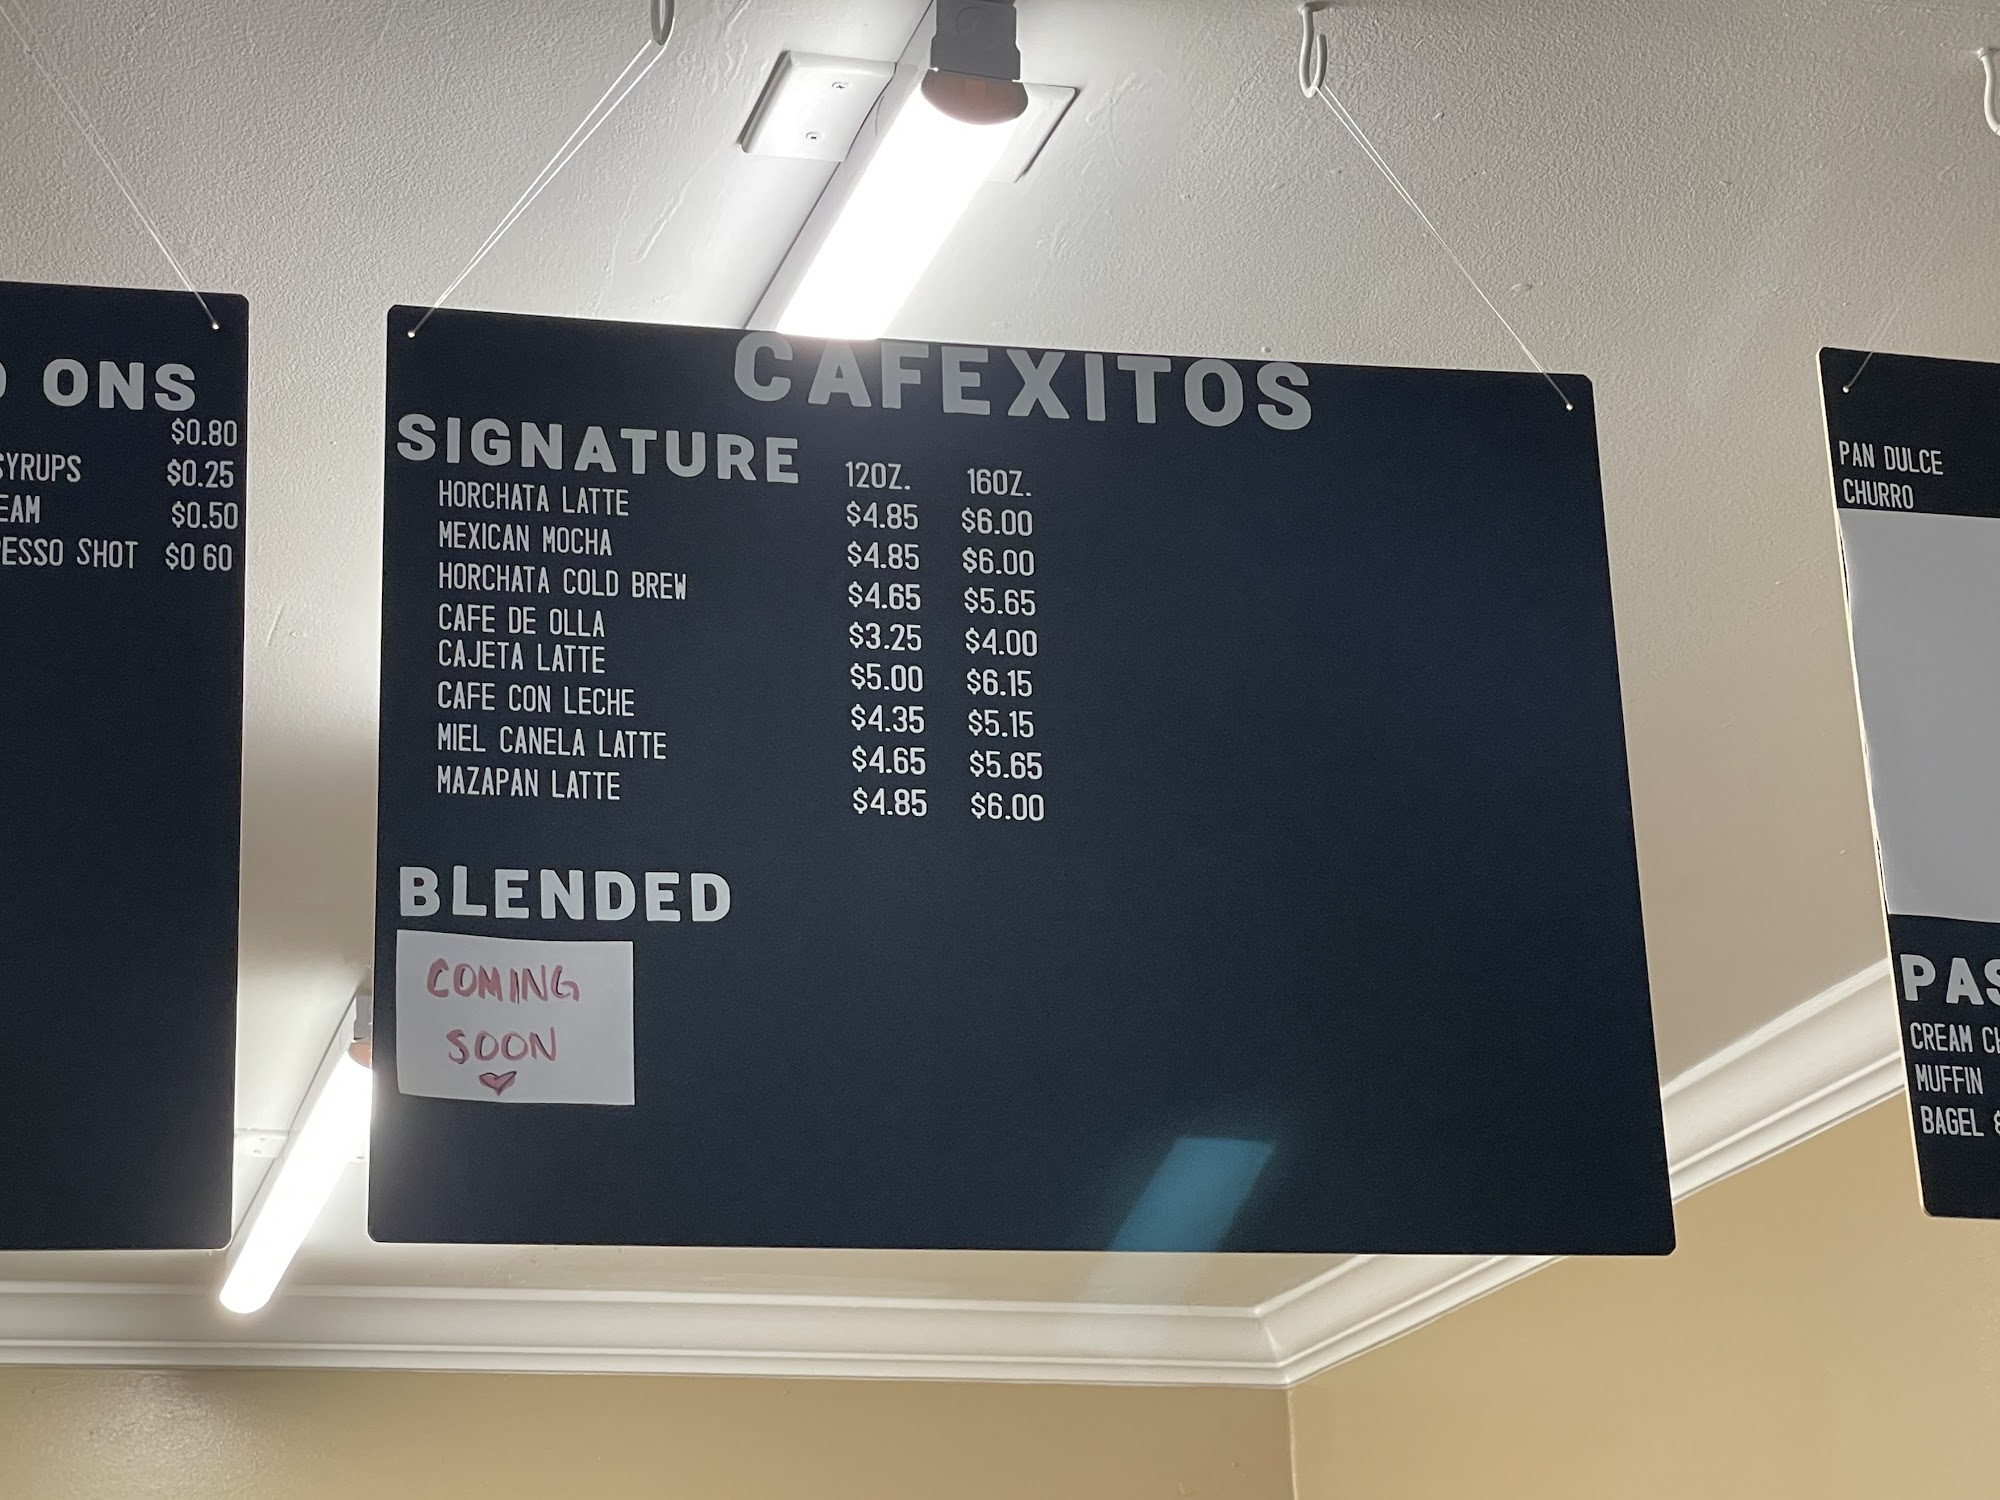 ONS
$0.80
SYRUPS $0.25
$0.50
SHOT $0 60
CAFEXITOS
SIGNATURE 12OZ. 16OZ.
HORCHATA LATTE $4.85 $6.00
MEXICAN MOCHA $4.85 $6.00
HORCHATA COLD BREW $4.65 $5.65
CAFE DE OLLA $3.25 $4.00
CAJETA LATTE $5.00 $6.15
CAFE CON LECHE $4.35 $5.15
MIEL CANELA LATTE $4.65 $5.65
MAZAPAN LATTE $4.85 $6.00
BLENDED
COMING
SOON
PAN DULCE
CHURRO
CREAM
MUFFIN
BAGEL